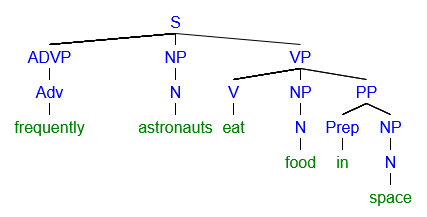 S
ADVP NP VP
Adv N V NP PP
frequently astronauts eat N Prep NP
food in N
space